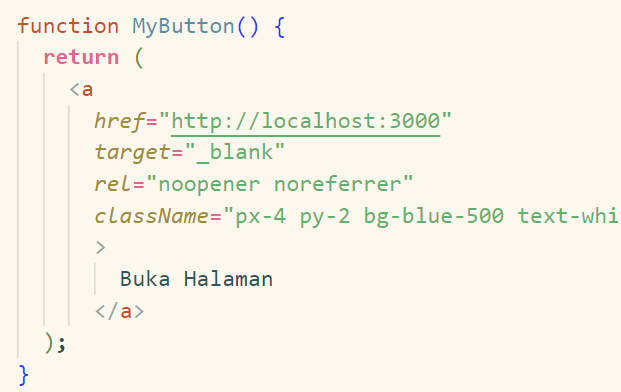 function MyButton() {
return (
<a
href="http://localhost:3000"
target="_blank"
rel="noopener noreferrer"
className="px-4 py-2 bg-blue-500 text-whi
>
Buka Halaman
</a>
);
}